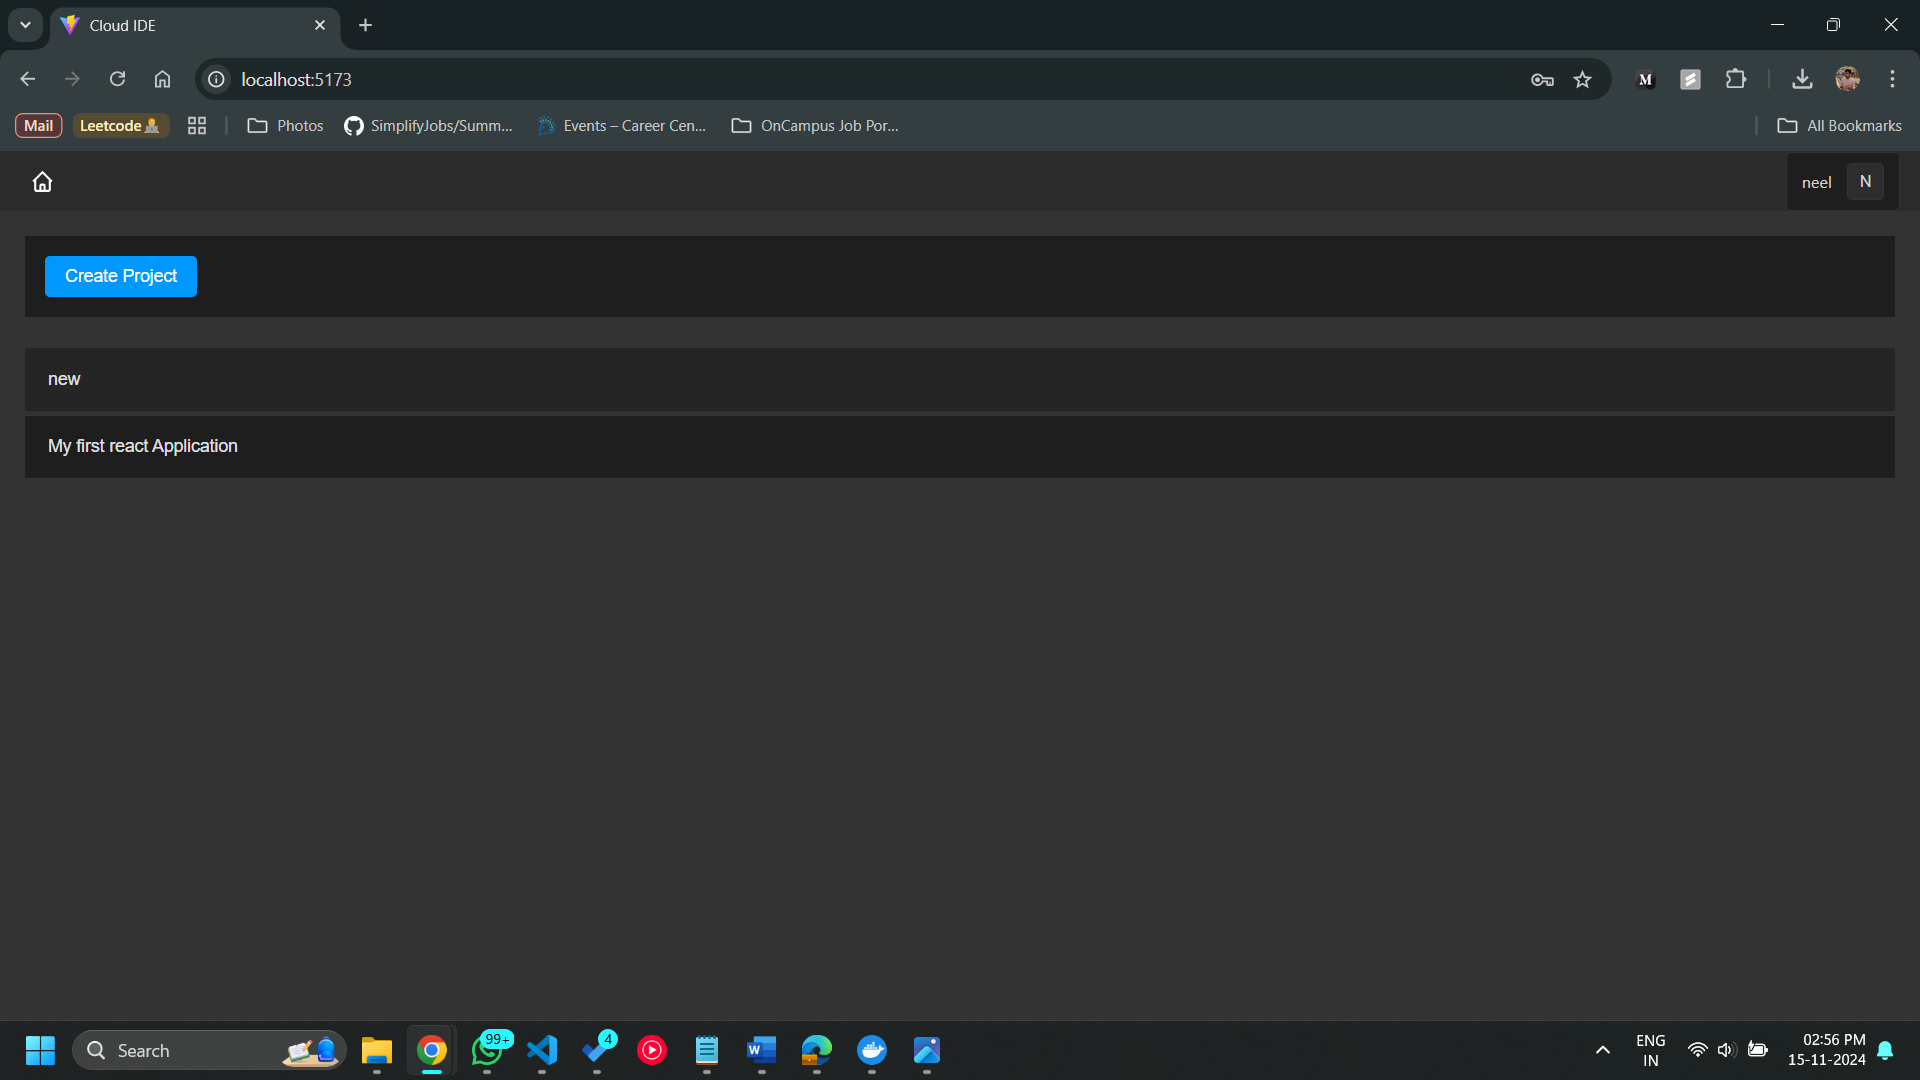 Cloud IDE
localhost:5173
M
Mail Leetcode Photos SimplifyJobs/Summ... Events – Career Cen... OnCampus Job Por... All Bookmarks
neel N
Create Project
new
My first react Application
Search
99+
4
W
ENG
IN
02:56 PM
15-11-2024